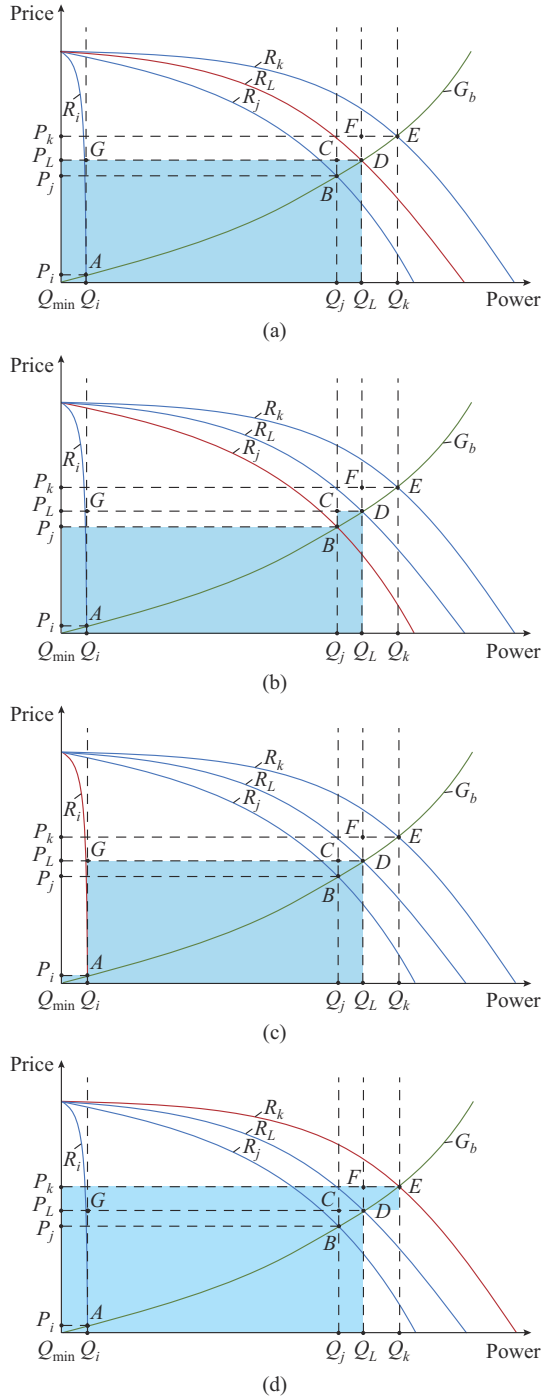 Price
R_k
R_L
R_j
R_i
G_b
P_k
G
F
E
P_L
C
D
P_j
B
P_i
A
Q_min Q_i Q_j Q_L Q_k Power
(a)
Price
R_k
R_L
R_j
R_i
G_b
P_k
G
F
E
P_L
C
D
P_j
B
P_i
A
Q_min Q_i Q_j Q_L Q_k Power
(b)
Price
R_k
R_L
R_j
R_i
G_b
P_k
G
F
E
P_L
C
D
P_j
B
P_i
A
Q_min Q_i Q_j Q_L Q_k Power
(c)
Price
R_k
R_L
R_j
R_i
G_b
P_k
G
F
E
P_L
C
D
P_j
B
P_i
A
Q_min Q_i Q_j Q_L Q_k Power
(d)